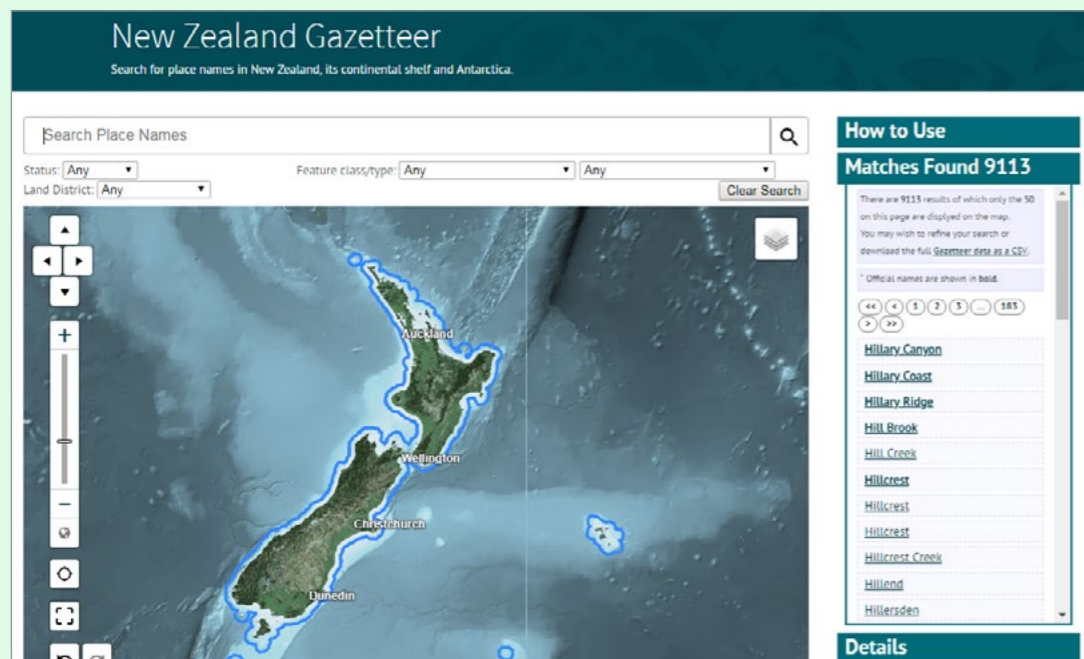 New Zealand Gazetteer
Search for place names in New Zealand, its continental shelf and Antarctica.
Search Place Names
Status: Any
Feature class/type: Any
Any
Land District: Any
Clear Search
Auckland
Wellington
Christchurch
Dunedin
How to Use
Matches Found 9113
There are 9113 results of which only the 50
on this page are displyed on the map.
You may wish to refine your search or
download the full Gazetteer data as a CSV.
* Official names are shown in bold.
<< < 1 2 3 ... 183
> >>
Hillary Canyon
Hillary Coast
Hillary Ridge
Hill Brook
Hill Creek
Hillcrest
Hillcrest
Hillcrest
Hillcrest Creek
Hillend
Hillersden
Details